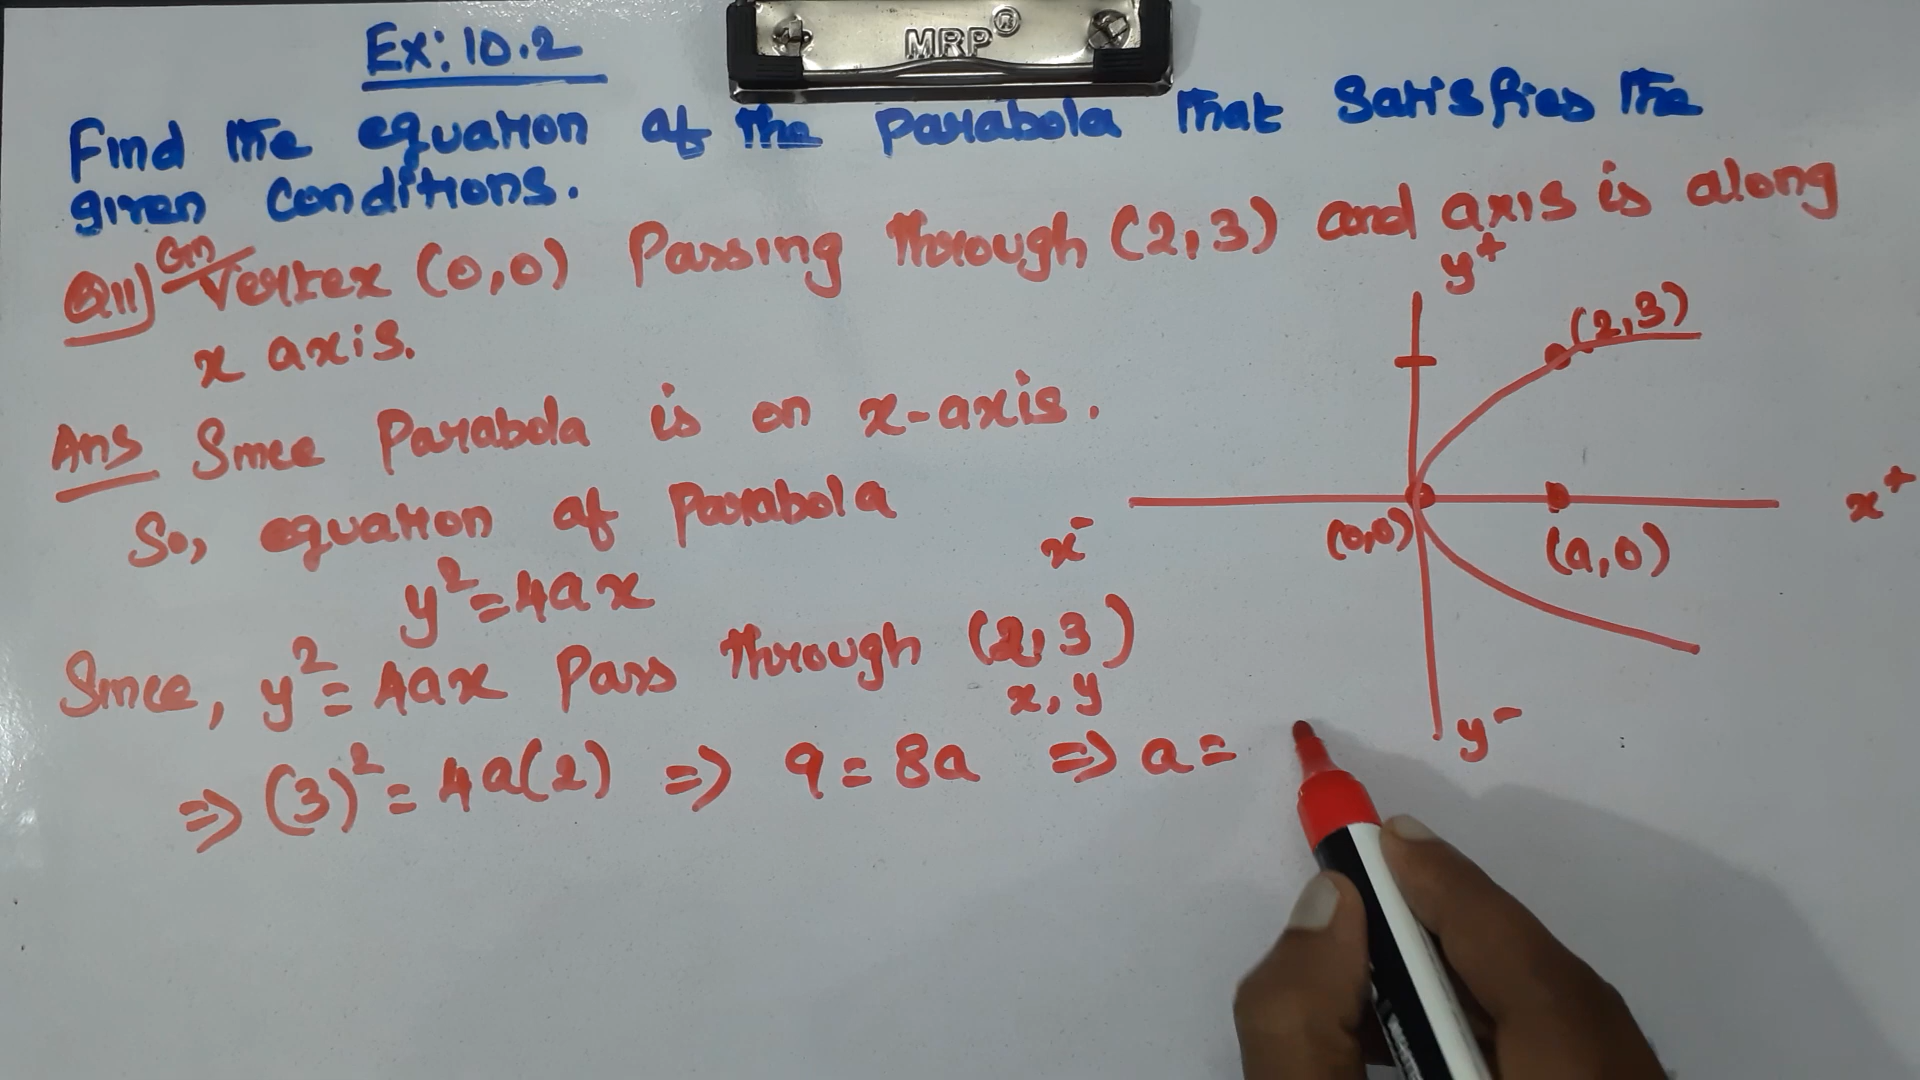 MRP®
Ex: 10.2
Find the equation of the parabola that satisfies the
given conditions.
Q11) Gn Vertex (0,0) Passing through (2,3) and axis is along
x axis.
Ans Since Parabola is on x-axis.
So, equation of Parabola
y²=4ax
Since, y²=4ax pass through (2,3)
x, y
⇒ (3)² = 4a(2) ⇒ 9=8a ⇒ a=
y⁺
(2,3)
x⁻
(0,0)
(a,0)
x⁺
y⁻